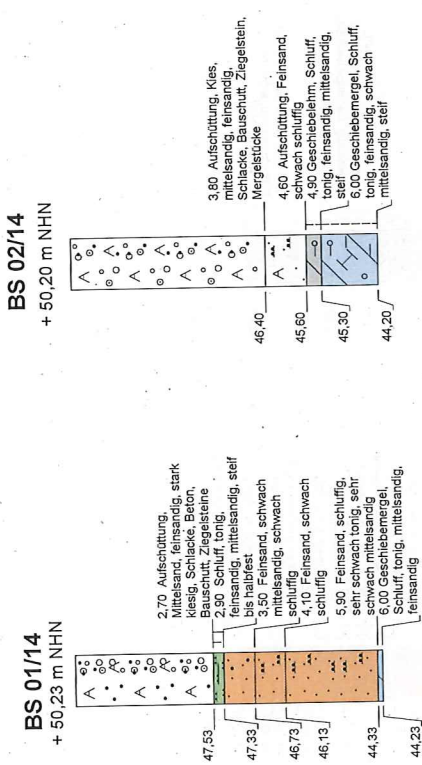 BS 01/14
+ 50,23 m NHN
2,70 Aufschüttung,
Mittelsand, feinsandig, stark
kiesig, Schlacke, Beton,
Bauschutt, Ziegelsteine
2,90 Schluff, tonig,
feinsandig, mittelsandig, steif
bis halbfest
3,50 Feinsand, schwach
mittelsandig, schwach
schluffig
4,10 Feinsand, schwach
schluffig
5,90 Feinsand, schluffig,
sehr schwach tonig, sehr
schwach mittelsandig
6,00 Geschiebemergel,
Schluff, tonig, mittelsandig,
feinsandig
47,53
47,33
46,73
46,13
44,33
44,23
BS 02/14
+ 50,20 m NHN
3,80 Aufschüttung, Kies,
mittelsandig, feinsandig,
Schlacke, Bauschutt, Ziegelstein,
Mergelstücke
4,60 Aufschüttung, Feinsand,
schwach schluffig
4,90 Geschiebelehm, Schluff,
tonig, feinsandig, mittelsandig,
steif
6,00 Geschiebemergel, Schluff,
tonig, feinsandig, schwach
mittelsandig, steif
46,40
45,60
45,30
44,20